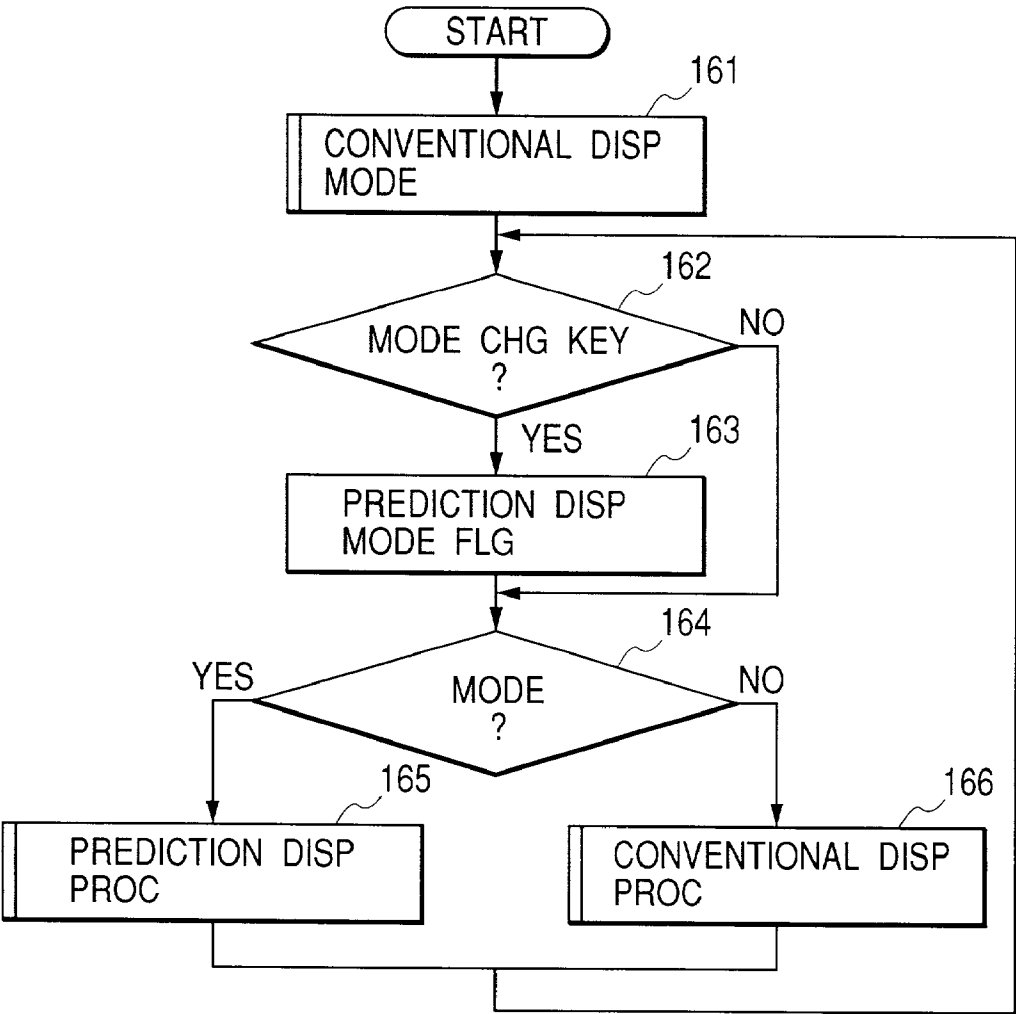 START
161
CONVENTIONAL DISP
MODE
162
MODE CHG KEY
?
NO
YES
163
PREDICTION DISP
MODE FLG
164
YES
MODE
?
NO
165
PREDICTION DISP
PROC
166
CONVENTIONAL DISP
PROC